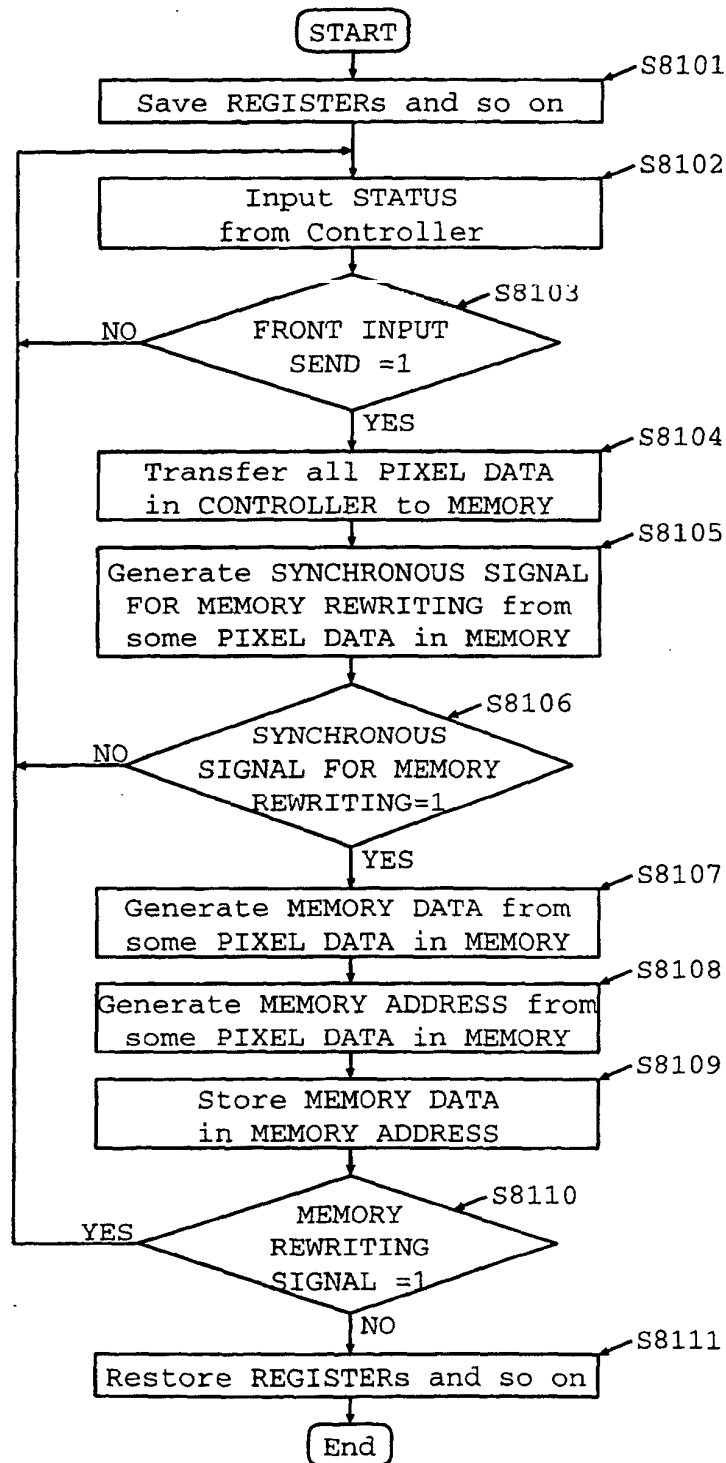 START
S8101
Save REGISTERs and so on
S8102
Input STATUS
from Controller
S8103
NO
FRONT INPUT
SEND =1
YES
S8104
Transfer all PIXEL DATA
in CONTROLLER to MEMORY
S8105
Generate SYNCHRONOUS SIGNAL
FOR MEMORY REWRITING from
some PIXEL DATA in MEMORY
S8106
NO
SYNCHRONOUS
SIGNAL FOR MEMORY
REWRITING=1
YES
S8107
Generate MEMORY DATA from
some PIXEL DATA in MEMORY
S8108
Generate MEMORY ADDRESS from
some PIXEL DATA in MEMORY
S8109
Store MEMORY DATA
in MEMORY ADDRESS
S8110
YES
MEMORY
REWRITING
SIGNAL =1
NO
S8111
Restore REGISTERs and so on
End